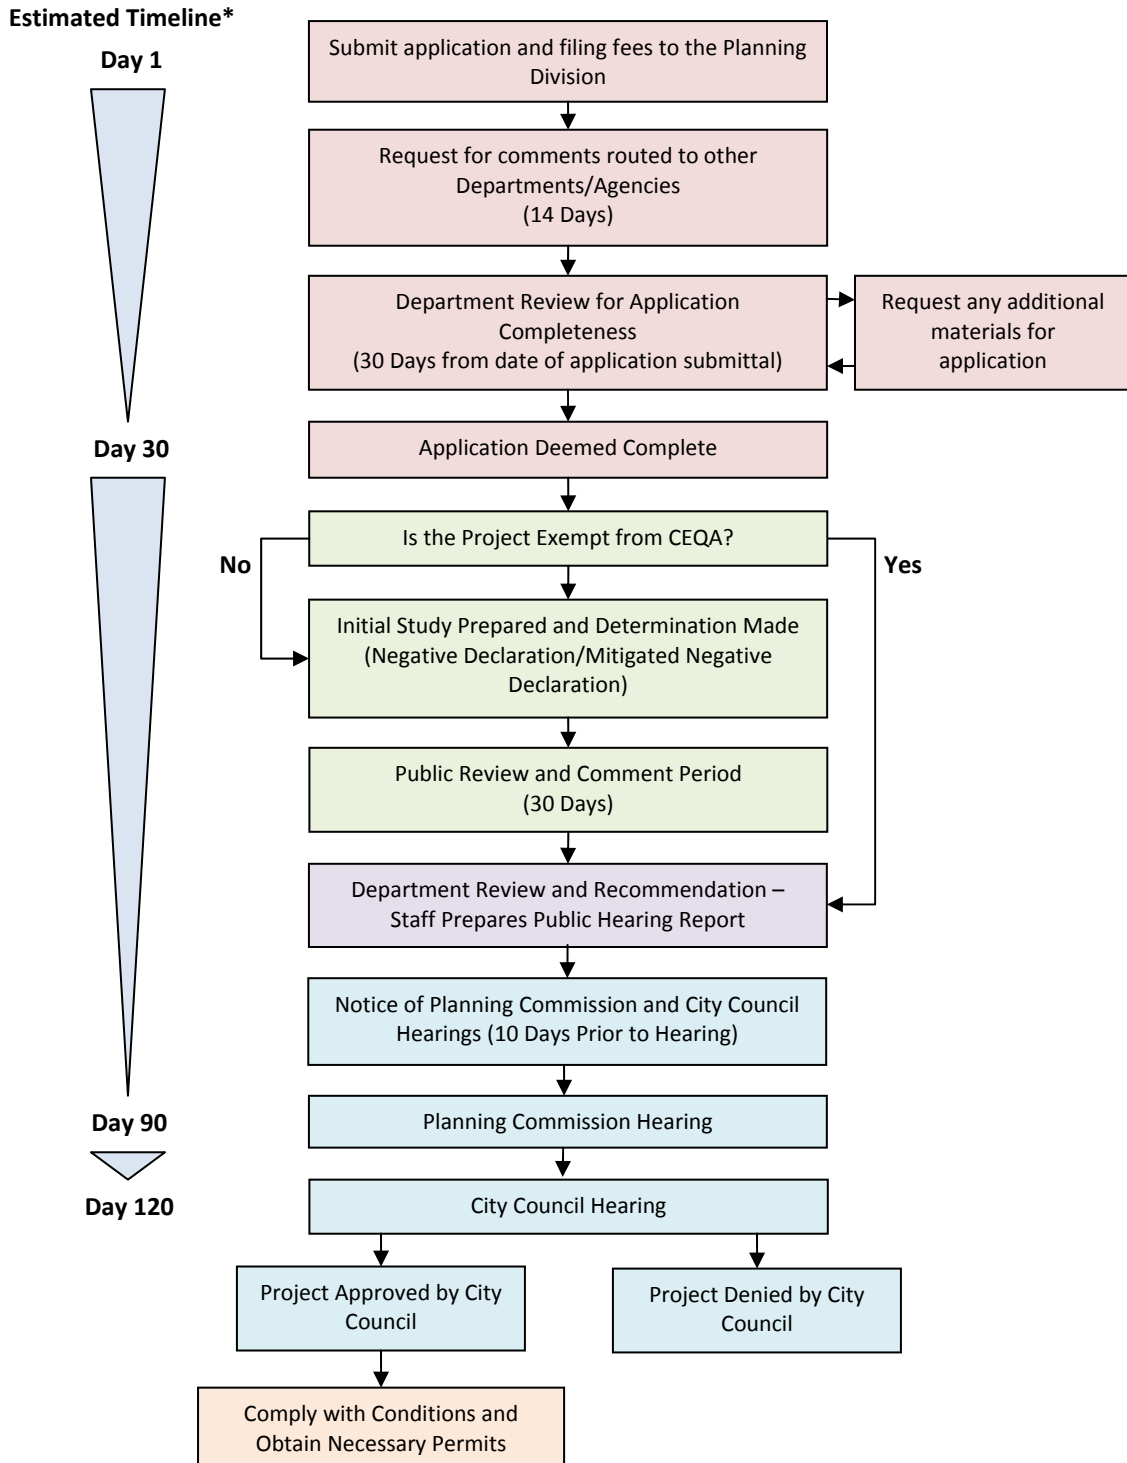 Estimated Timeline*
Day 1
Submit application and filing fees to the Planning
Division
Request for comments routed to other
Departments/Agencies
(14 Days)
Department Review for Application
Completeness
(30 Days from date of application submittal)
Request any additional
materials for
application
Day 30
Application Deemed Complete
Is the Project Exempt from CEQA?
No
Yes
Initial Study Prepared and Determination Made
(Negative Declaration/Mitigated Negative
Declaration)
Public Review and Comment Period
(30 Days)
Department Review and Recommendation –
Staff Prepares Public Hearing Report
Notice of Planning Commission and City Council
Hearings (10 Days Prior to Hearing)
Day 90
Planning Commission Hearing
Day 120
City Council Hearing
Project Approved by City
Council
Project Denied by City
Council
Comply with Conditions and
Obtain Necessary Permits